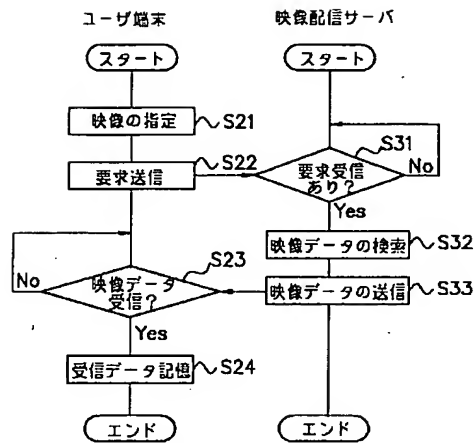 ユーザ端末
映像配信サーバ
スタート
スタート
映像の指定
S21
要求送信
S22
S31
要求受信
あり?
No
Yes
映像データの検索
S32
S23
No
映像データ
受信?
映像データの送信
S33
Yes
受信データ記憶
S24
エンド
エンド